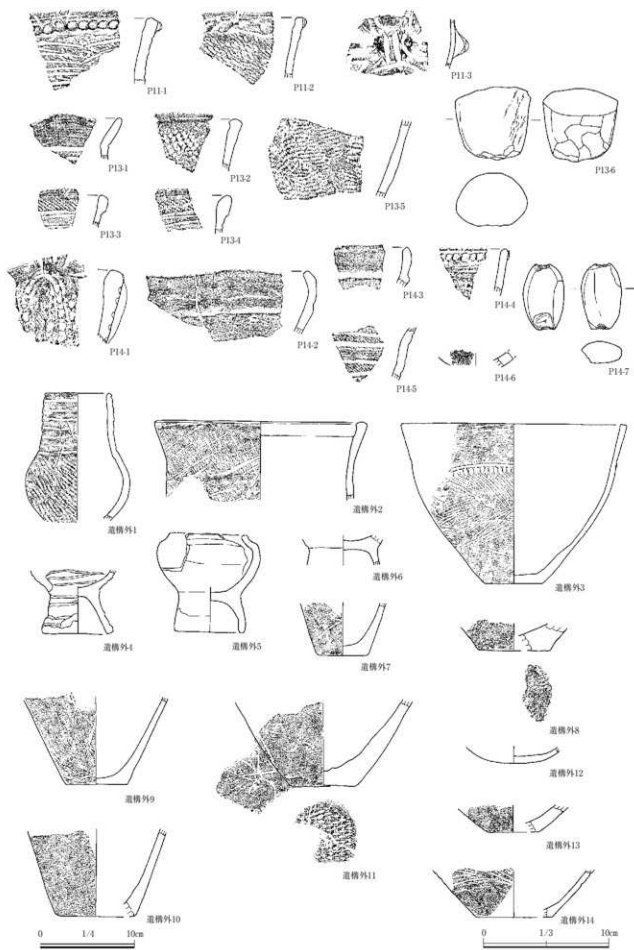 P11-1
P11-2
P11-3
P13-1
P13-2
P13-5
P13-6
P13-3
P13-4
P14-1
P14-2
P14-3
P14-4
P14-5
P14-6
P14-7
遺構外1
遺構外2
遺構外3
遺構外4
遺構外5
遺構外6
遺構外7
遺構外8
遺構外9
遺構外11
遺構外12
遺構外13
遺構外10
遺構外14
0 1/4 10cm
0 1/3 10cm